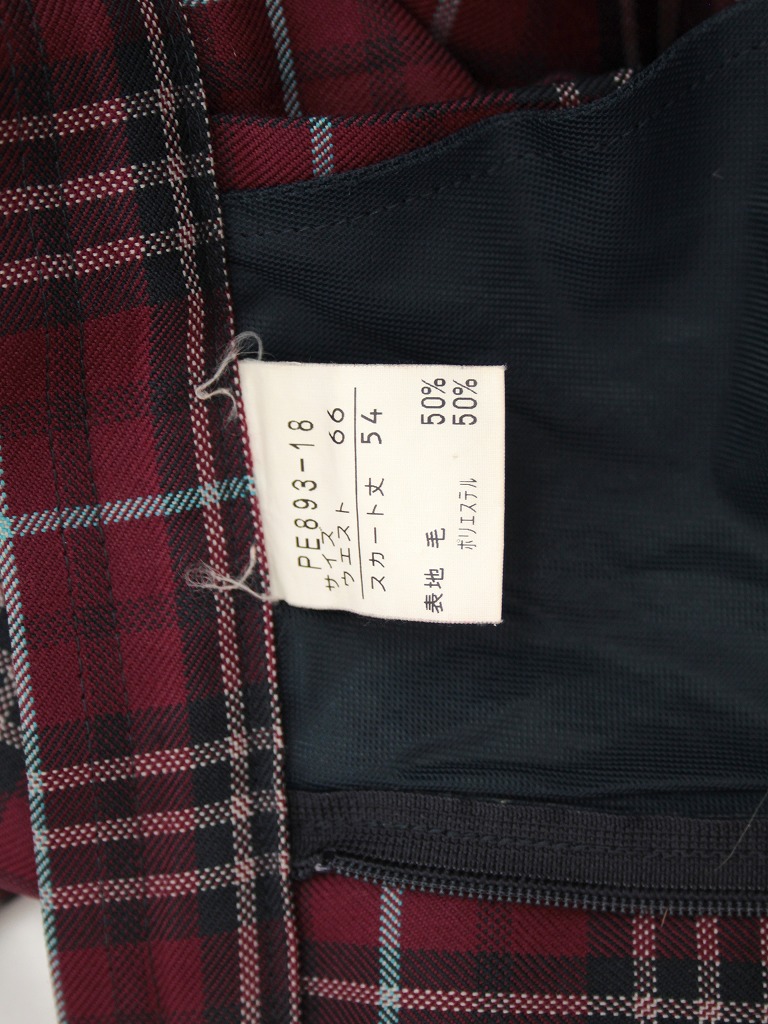 PE893-18
サイズ
ウエスト 66
スカート丈 54
表地 毛 50%
ポリエステル 50%